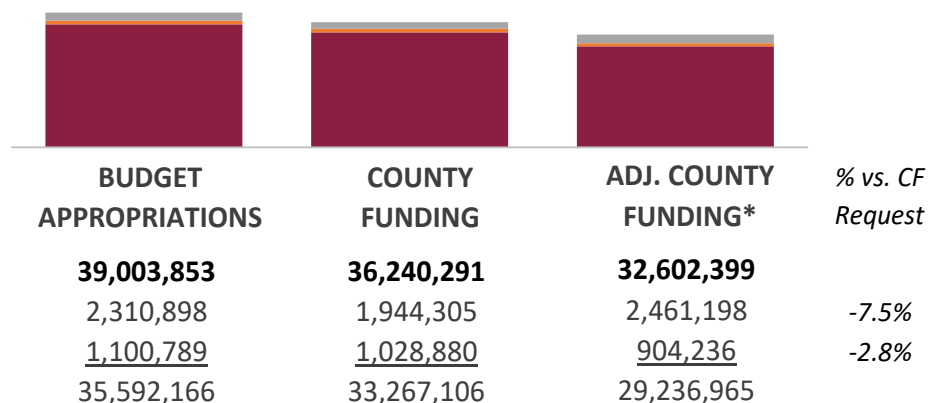 BUDGET COUNTY ADJ. COUNTY % vs. CF
APPROPRIATIONS FUNDING FUNDING* Request
39,003,853 36,240,291 32,602,399
2,310,898 1,944,305 2,461,198 -7.5%
1,100,789 1,028,880 904,236 -2.8%
35,592,166 33,267,106 29,236,965